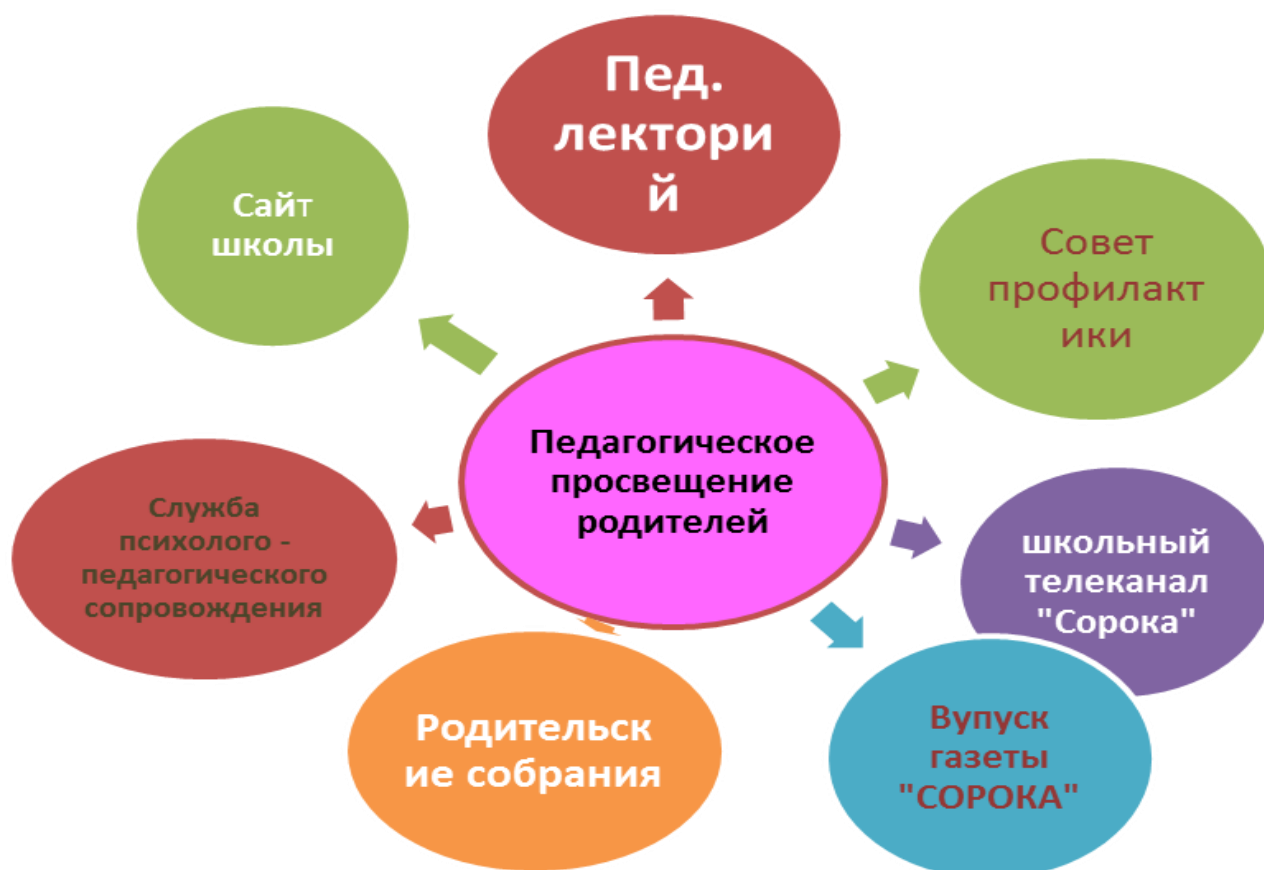 Пед.
лектори
й
Сайт
школы
Совет
профилакт
ики
Педагогическое
просвещение
родителей
Служба
психолого -
педагогического
сопровождения
школьный
телеканал
"Сорока"
Родительск
ие собрания
Вупуск
газеты
"СОРОКА"